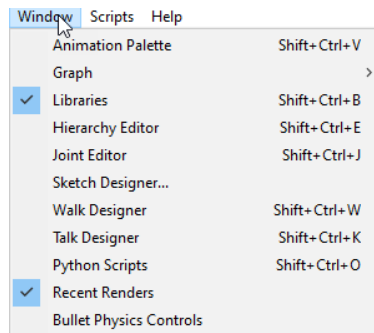 Window Scripts Help
Animation Palette Shift+Ctrl+V
Graph
Libraries Shift+Ctrl+B
Hierarchy Editor Shift+Ctrl+E
Joint Editor Shift+Ctrl+J
Sketch Designer...
Walk Designer Shift+Ctrl+W
Talk Designer Shift+Ctrl+K
Python Scripts Shift+Ctrl+O
Recent Renders
Bullet Physics Controls